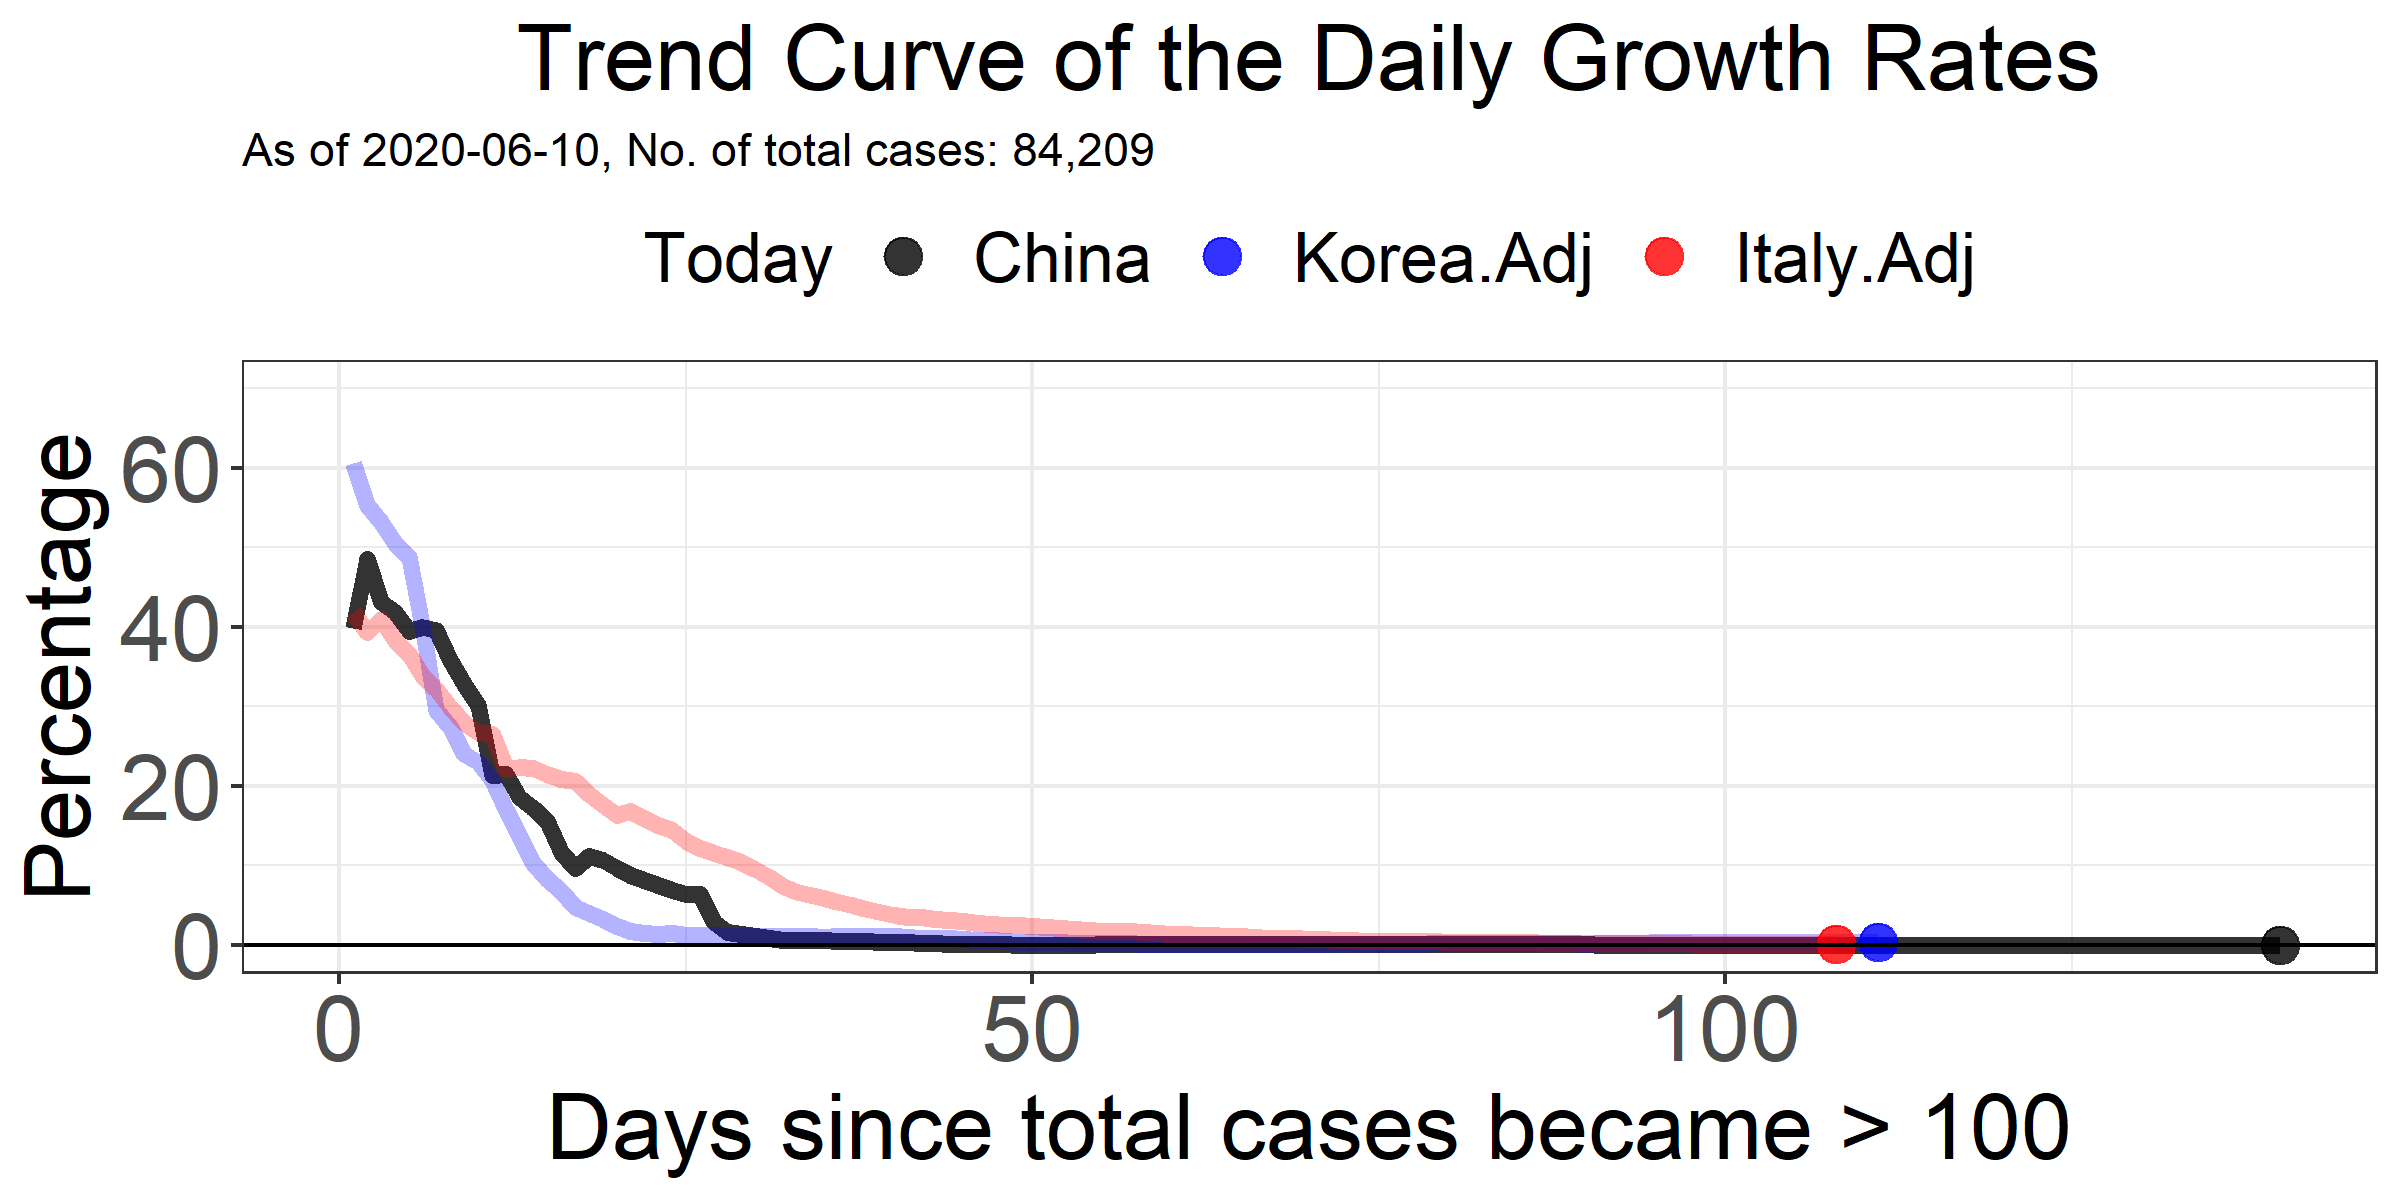 Trend Curve of the Daily Growth Rates
As of 2020-06-10, No. of total cases: 84,209
Today China Korea.Adj Italy.Adj
Percentage
60
40
20
0
0 50 100
Days since total cases became > 100